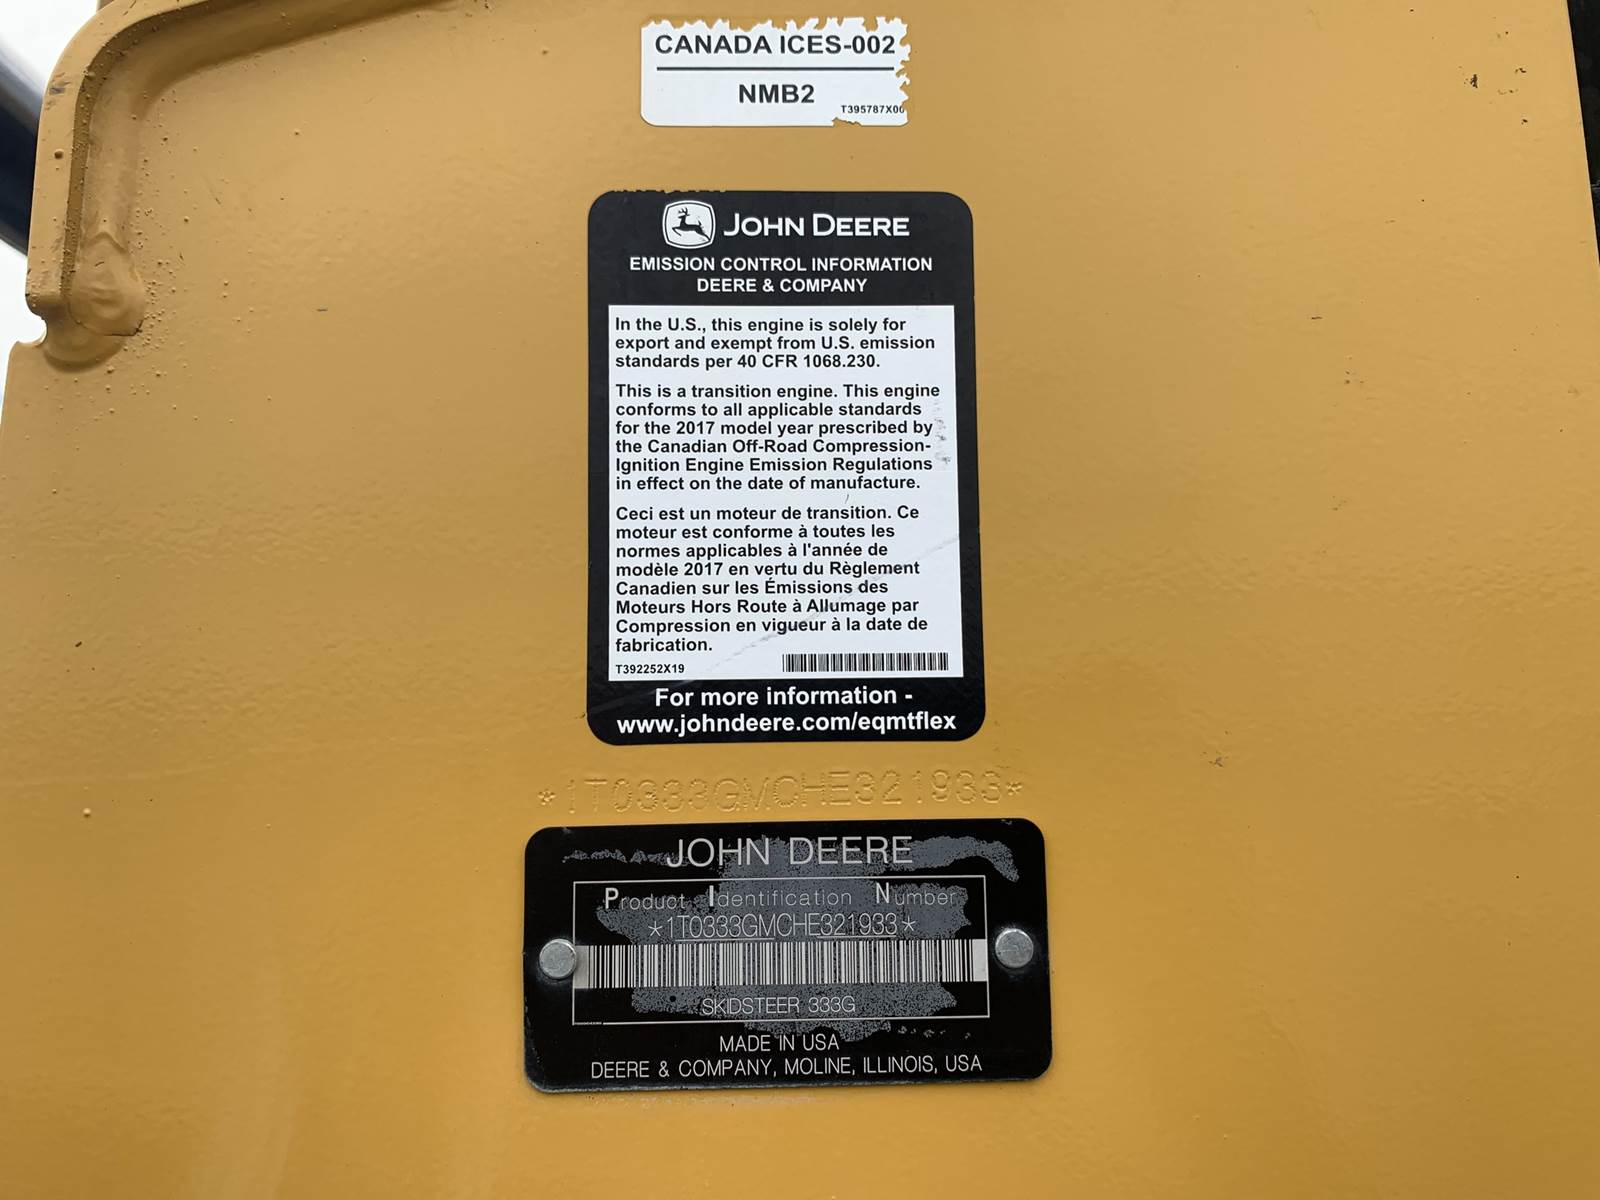 CANADA ICES-002
NMB2
T395787X00
JOHN DEERE
EMISSION CONTROL INFORMATION
DEERE & COMPANY
In the U.S., this engine is solely for
export and exempt from U.S. emission
standards per 40 CFR 1068.230.
This is a transition engine. This engine
conforms to all applicable standards
for the 2017 model year prescribed by
the Canadian Off-Road Compression-
Ignition Engine Emission Regulations
in effect on the date of manufacture.
Ceci est un moteur de transition. Ce
moteur est conforme à toutes les
normes applicables à l'année de
modèle 2017 en vertu du Règlement
Canadien sur les Émissions des
Moteurs Hors Route à Allumage par
Compression en vigueur à la date de
fabrication.
T392252X19
For more information -
www.johndeere.com/eqmtflex
*1T0333GMCHE321933*
JOHN DEERE
Product Identification Number
*1T0333GMCHE321933*
SKIDSTEER 333G
MADE IN USA
DEERE & COMPANY, MOLINE, ILLINOIS, USA